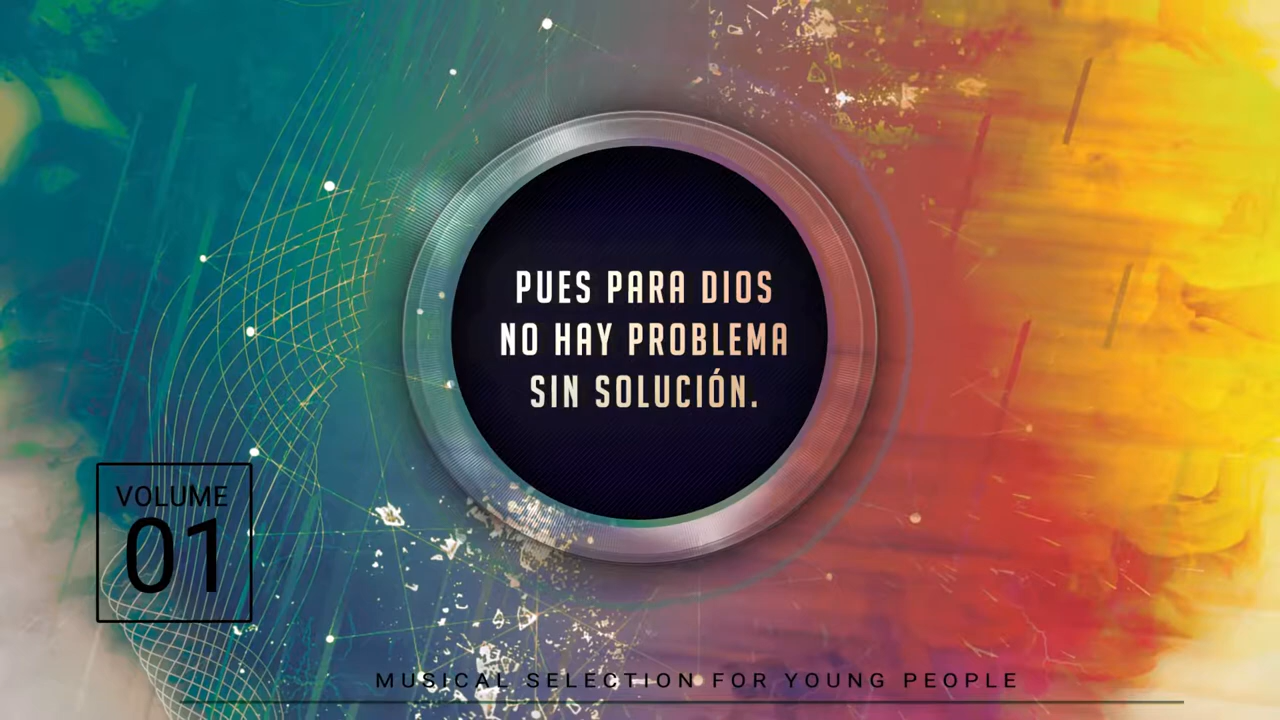 PUES PARA DIOS
NO HAY PROBLEMA
SIN SOLUCIÓN.
VOLUME
01
MUSICAL SELECTION FOR YOUNG PEOPLE